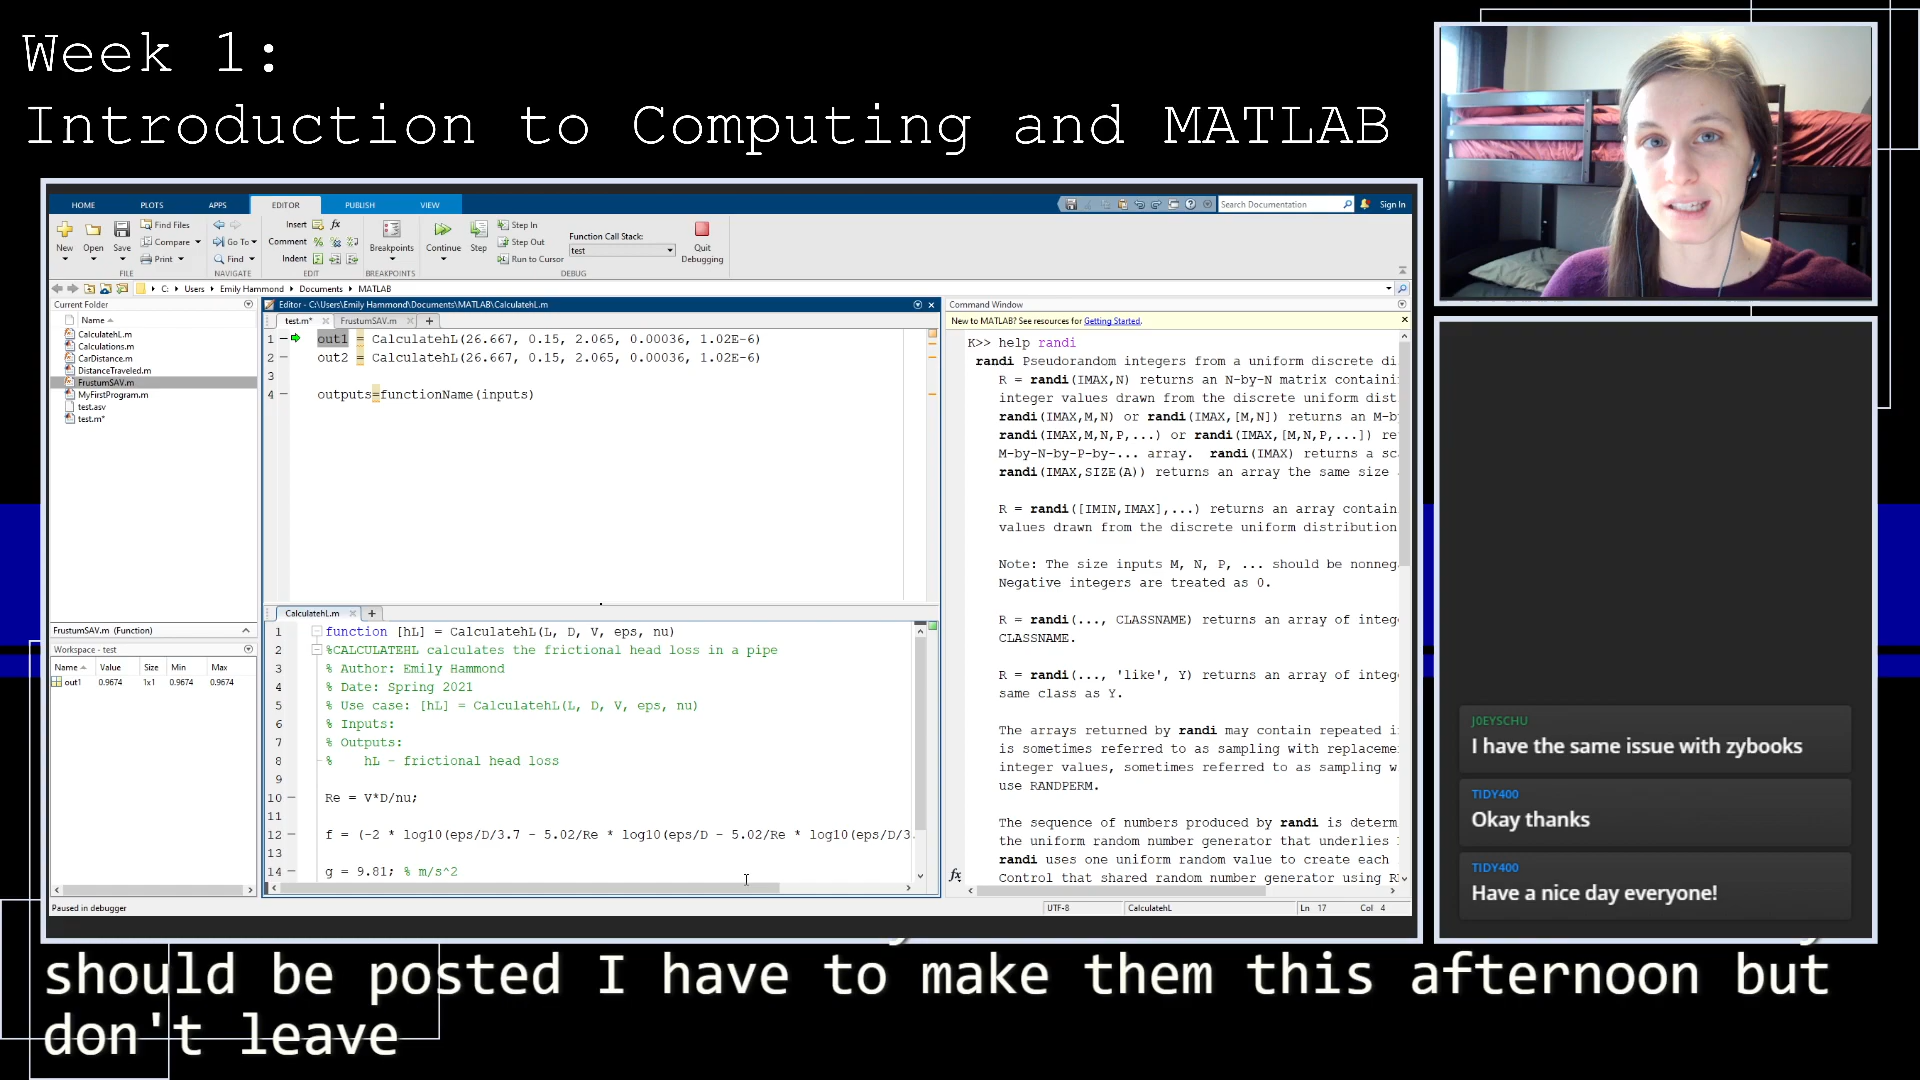 Week 1:
Introduction to Computing and MATLAB
HOME PLOTS APPS EDITOR PUBLISH VIEW
Search Documentation Sign In
New Open Save Find Files Compare Print
Go To Find
Insert fx
Comment
Indent
Breakpoints Continue Step
Step In
Step Out
Run to Cursor
Function Call Stack:
test
Quit Debugging
FILE NAVIGATE EDIT BREAKPOINTS DEBUG
C: Users Emily Hammond Documents MATLAB
Current Folder
Name
CalculatehL.m
Calculations.m
CarDistance.m
DistanceTraveled.m
FrustumSAV.m
MyFirstProgram.m
test.asv
test.m*
FrustumSAV.m (Function)
Workspace - test
Name Value Size Min Max
out1 0.9674 1x1 0.9674 0.9674
Paused in debugger
Editor - C:\Users\Emily Hammond\Documents\MATLAB\CalculatehL.m
test.m* FrustumSAV.m
1 out1 = CalculatehL(26.667, 0.15, 2.065, 0.00036, 1.02E-6)
2 out2 = CalculatehL(26.667, 0.15, 2.065, 0.00036, 1.02E-6)
3
4 outputs=functionName(inputs)
CalculatehL.m
1 function [hL] = CalculatehL(L, D, V, eps, nu)
2 %CALCULATEHL calculates the frictional head loss in a pipe
3 % Author: Emily Hammond
4 % Date: Spring 2021
5 % Use case: [hL] = CalculatehL(L, D, V, eps, nu)
6 % Inputs:
7 % Outputs:
8 % hL - frictional head loss
9
10 Re = V*D/nu;
11
12 f = (-2 * log10(eps/D/3.7 - 5.02/Re * log10(eps/D - 5.02/Re * log10(eps/D/3.
13
14 g = 9.81; % m/s^2
Command Window
New to MATLAB? See resources for Getting Started.
K>> help randi
randi Pseudorandom integers from a uniform discrete di
R = randi(IMAX,N) returns an N-by-N matrix containi
integer values drawn from the discrete uniform dist
randi(IMAX,M,N) or randi(IMAX,[M,N]) returns an M-b
randi(IMAX,M,N,P,...) or randi(IMAX,[M,N,P,...]) re
M-by-N-by-P-by-... array. randi(IMAX) returns a sc
randi(IMAX,SIZE(A)) returns an array the same size
R = randi([IMIN,IMAX],...) returns an array contain
values drawn from the discrete uniform distribution
Note: The size inputs M, N, P, ... should be nonneg
Negative integers are treated as 0.
R = randi(..., CLASSNAME) returns an array of integ
CLASSNAME.
R = randi(..., 'like', Y) returns an array of integ
same class as Y.
The arrays returned by randi may contain repeated i
is sometimes referred to as sampling with replaceme
integer values, sometimes referred to as sampling w
use RANDPERM.
The sequence of numbers produced by randi is determ
the uniform random number generator that underlies
randi uses one uniform random value to create each
Control that shared random number generator using R
fx
UTF-8 CalculatehL Ln 17 Col 4
J0EYSCHU
I have the same issue with zybooks
TIDY400
Okay thanks
TIDY400
Have a nice day everyone!
should be posted I have to make them this afternoon but
don't leave